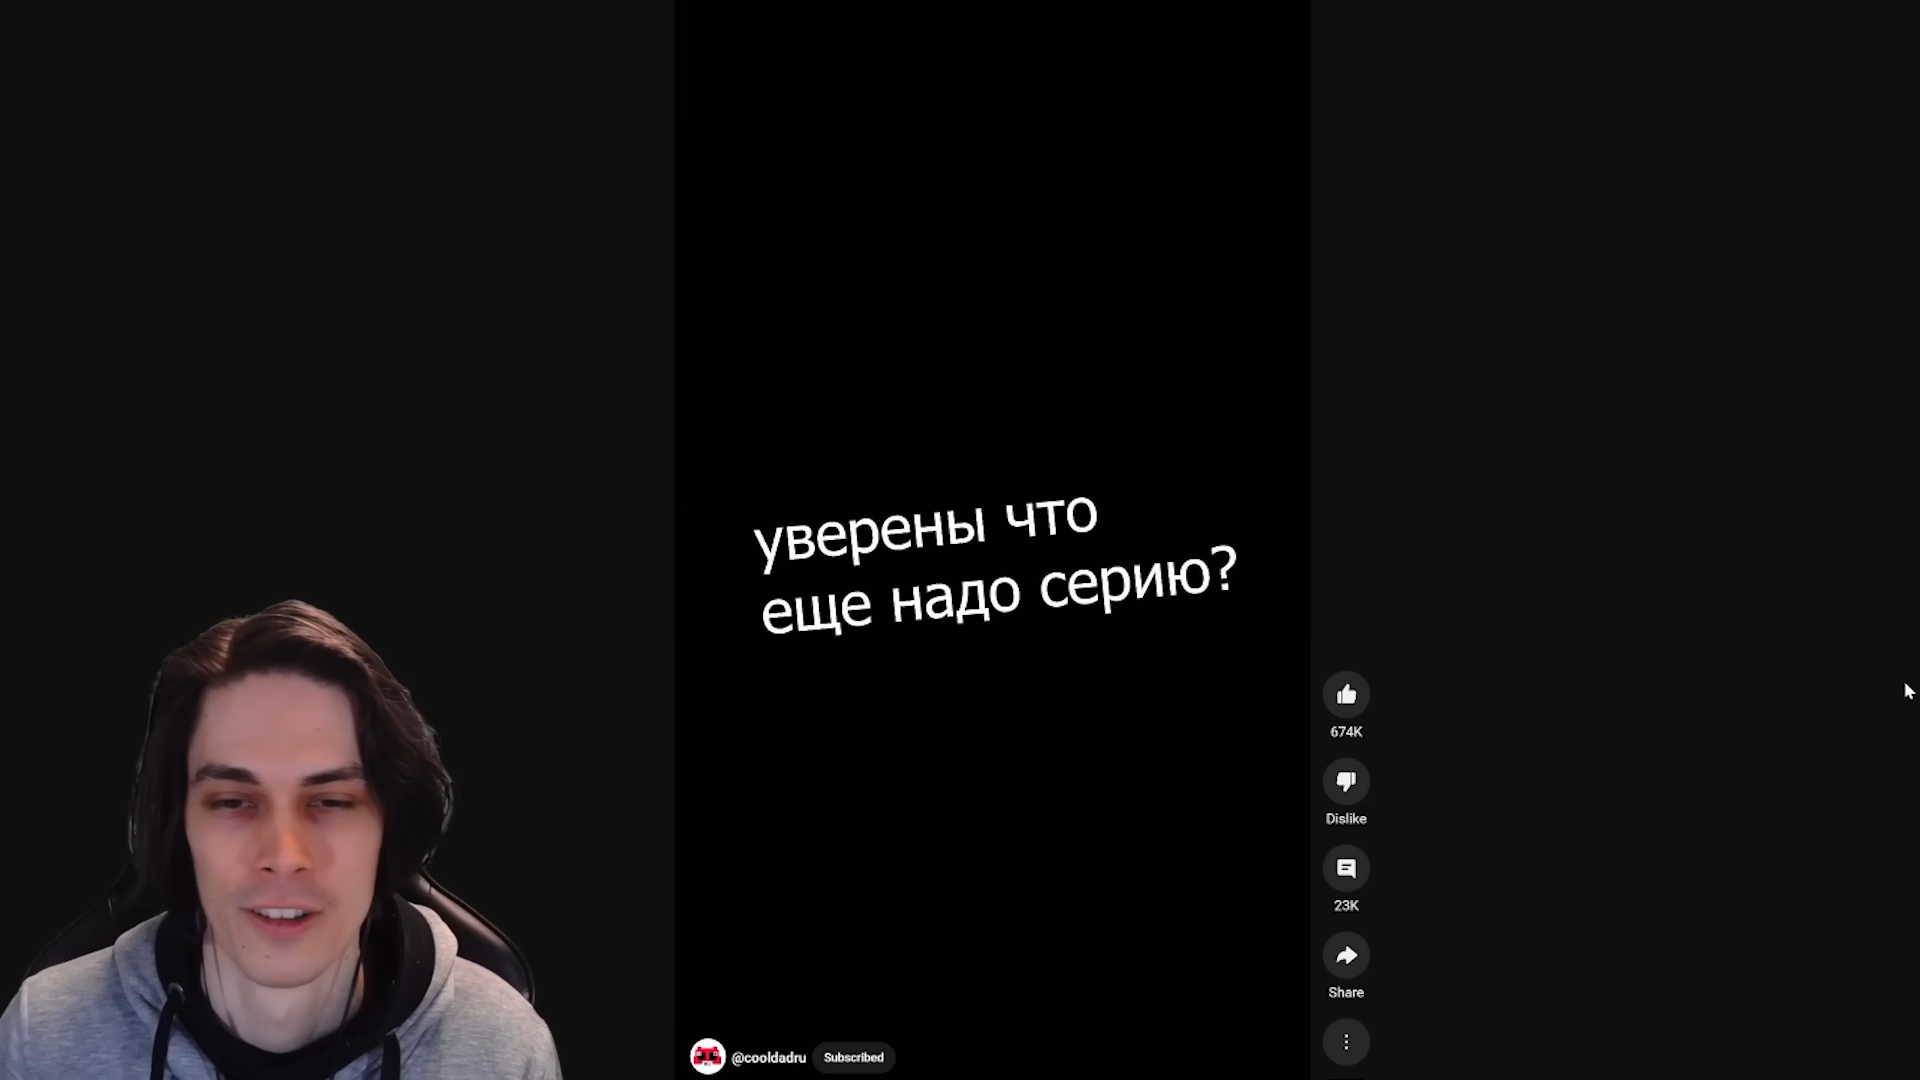 уверены что
еще надо серию?
674K
Dislike
23K
Share
@cooldadru
Subscribed